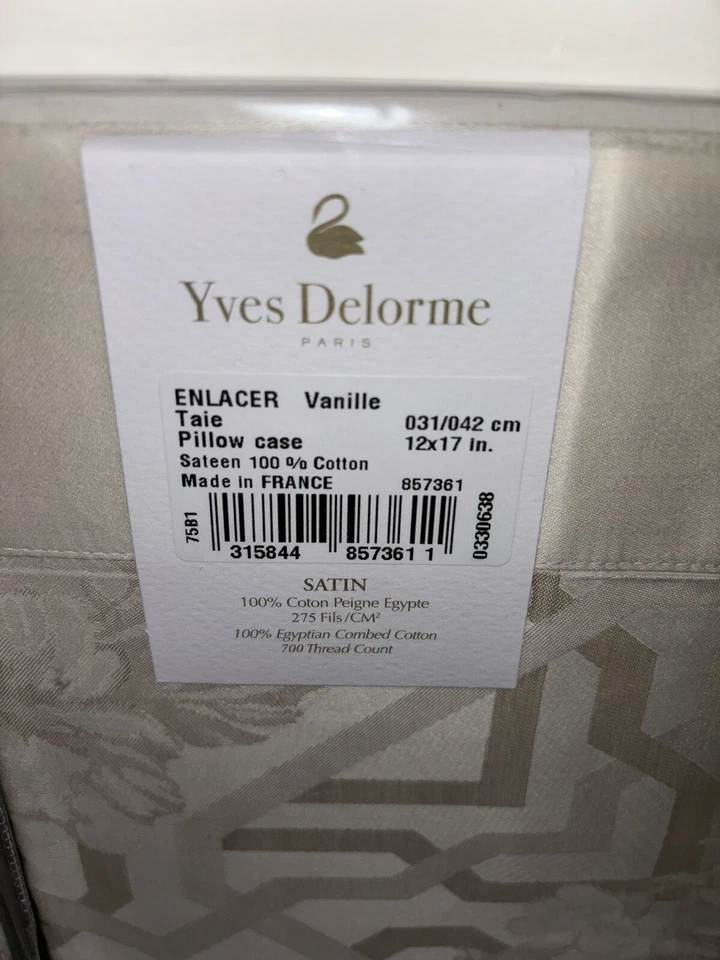 Yves Delorme
PARIS
ENLACER Vanille
Taie 031/042 cm
Pillow case 12x17 in.
Sateen 100 % Cotton
Made in FRANCE 857361
75B1
315844 857361 1
0330638
SATIN
100% Coton Peigne Egypte
275 Fils/CM²
100% Egyptian Combed Cotton
700 Thread Count